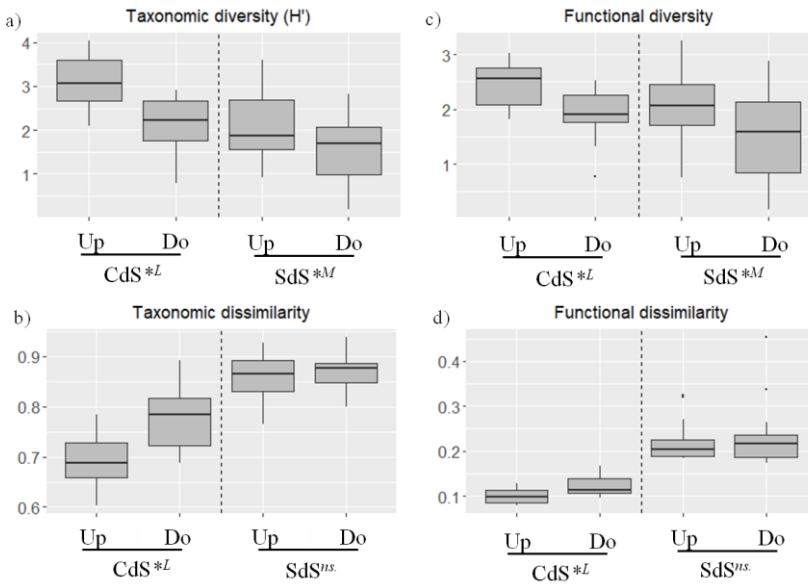 a)
Taxonomic diversity (H')
4
3
2
1
Up Do Up Do
CdS *L SdS *M
c)
Functional diversity
3
2
1
Up Do Up Do
CdS *L SdS *M
b)
Taxonomic dissimilarity
0.9
0.8
0.7
0.6
Up Do Up Do
CdS *L SdS ns.
d)
Functional dissimilarity
0.4
0.3
0.2
0.1
Up Do Up Do
CdS *L SdS ns.